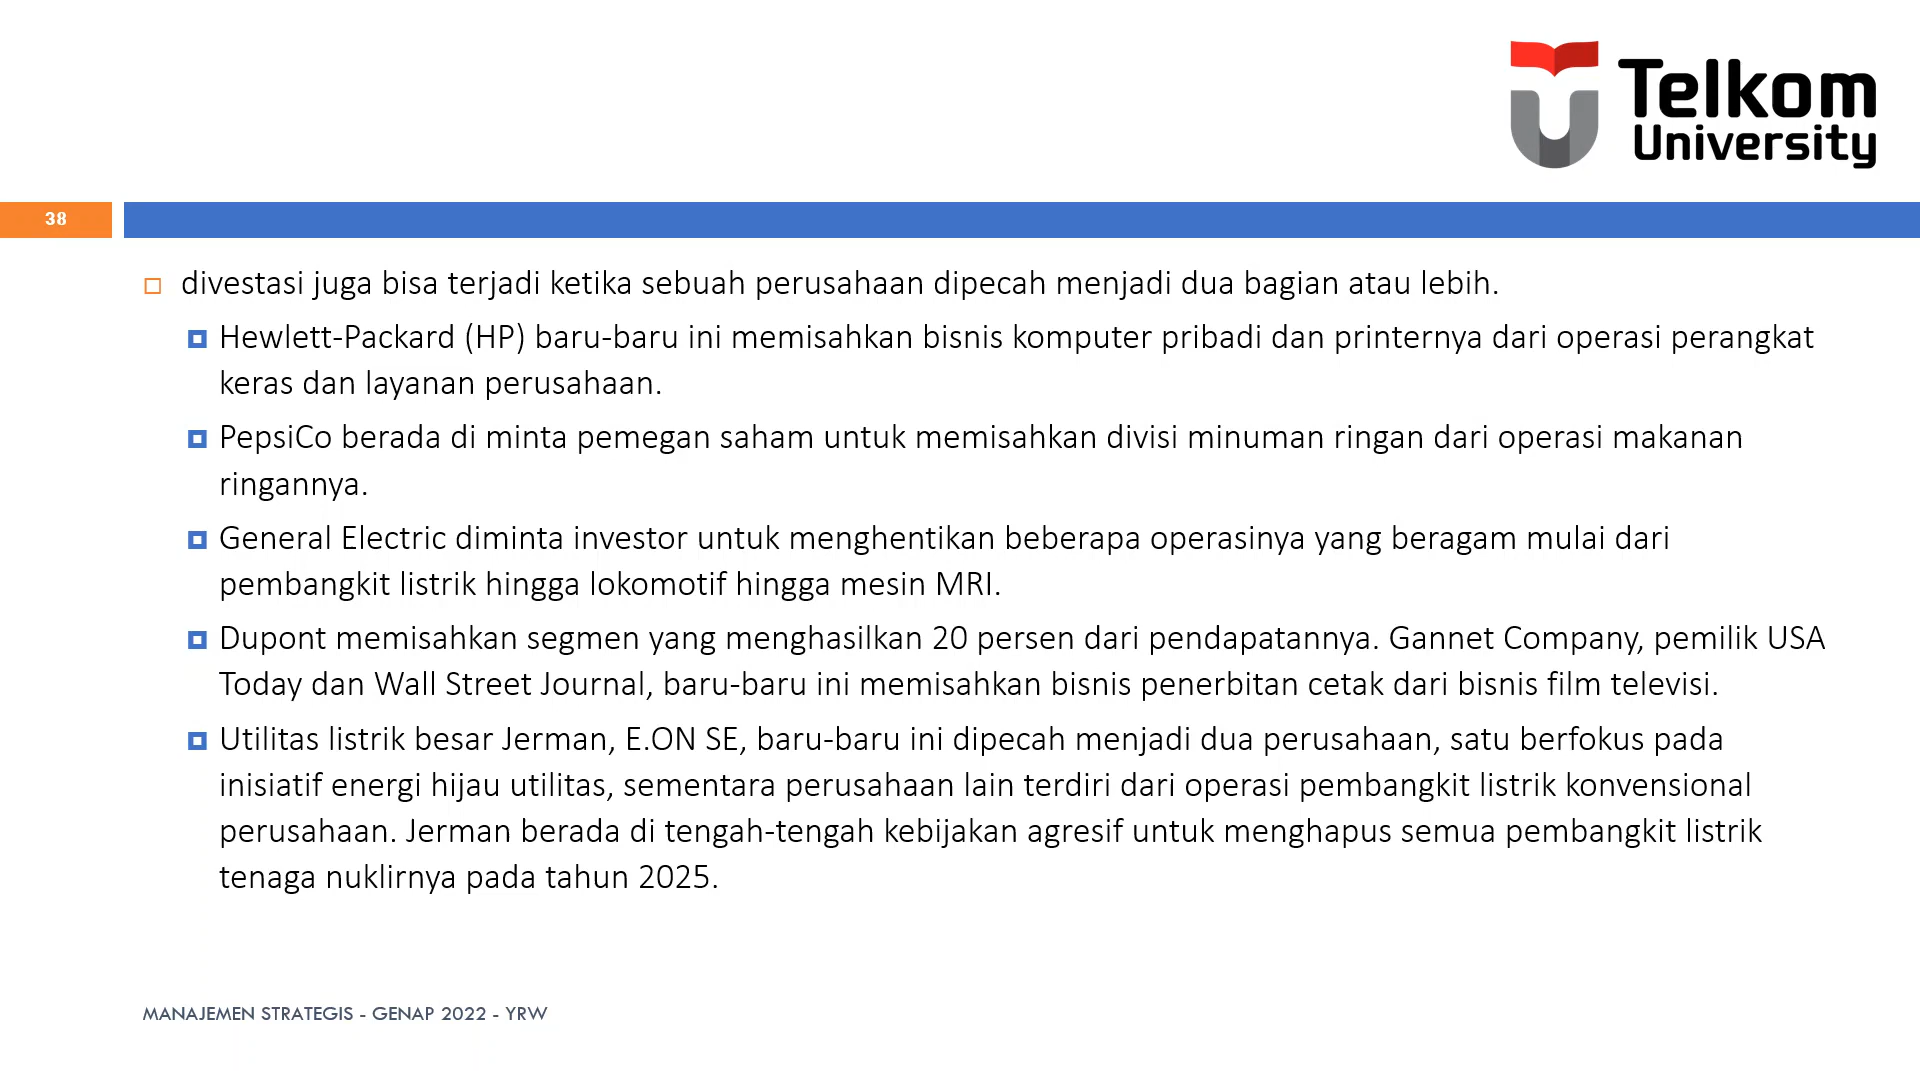 Telkom
University
38
divestasi juga bisa terjadi ketika sebuah perusahaan dipecah menjadi dua bagian atau lebih.
Hewlett-Packard (HP) baru-baru ini memisahkan bisnis komputer pribadi dan printernya dari operasi perangkat
keras dan layanan perusahaan.
PepsiCo berada di minta pemegan saham untuk memisahkan divisi minuman ringan dari operasi makanan
ringannya.
General Electric diminta investor untuk menghentikan beberapa operasinya yang beragam mulai dari
pembangkit listrik hingga lokomotif hingga mesin MRI.
Dupont memisahkan segmen yang menghasilkan 20 persen dari pendapatannya. Gannet Company, pemilik USA
Today dan Wall Street Journal, baru-baru ini memisahkan bisnis penerbitan cetak dari bisnis film televisi.
Utilitas listrik besar Jerman, E.ON SE, baru-baru ini dipecah menjadi dua perusahaan, satu berfokus pada
inisiatif energi hijau utilitas, sementara perusahaan lain terdiri dari operasi pembangkit listrik konvensional
perusahaan. Jerman berada di tengah-tengah kebijakan agresif untuk menghapus semua pembangkit listrik
tenaga nuklirnya pada tahun 2025.
MANAJEMEN STRATEGIS - GENAP 2022 - YRW